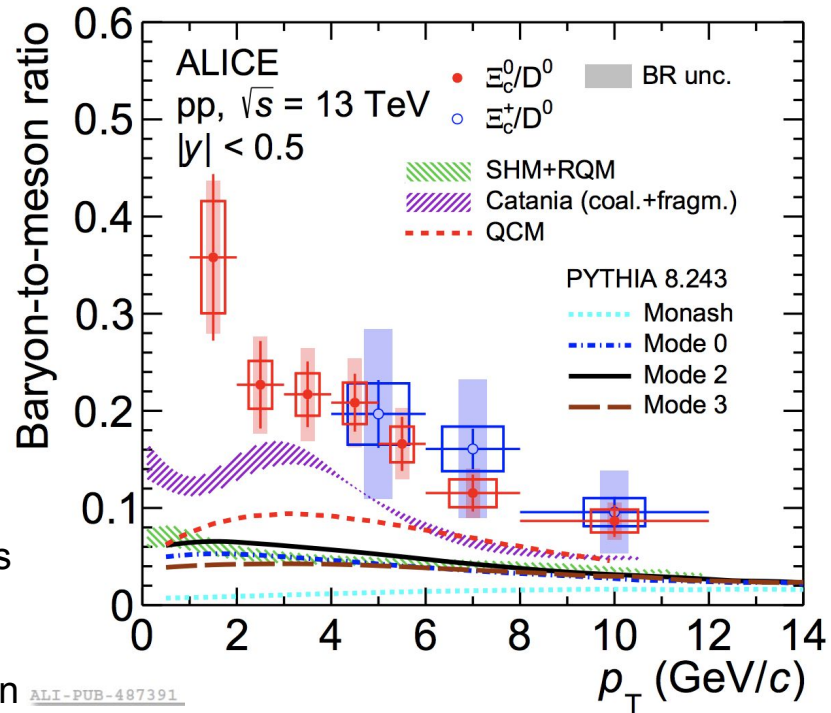 Baryon-to-meson ratio
0.6
0.5
0.4
0.3
0.2
0.1
0
ALICE
pp, √s = 13 TeV
|y| < 0.5
Ξc0/D0
Ξc+/D0
BR unc.
SHM+RQM
Catania (coal.+fragm.)
QCM
PYTHIA 8.243
Monash
Mode 0
Mode 2
Mode 3
0 2 4 6 8 10 12 14
pT (GeV/c)
s
n
ALI-PUB-487391